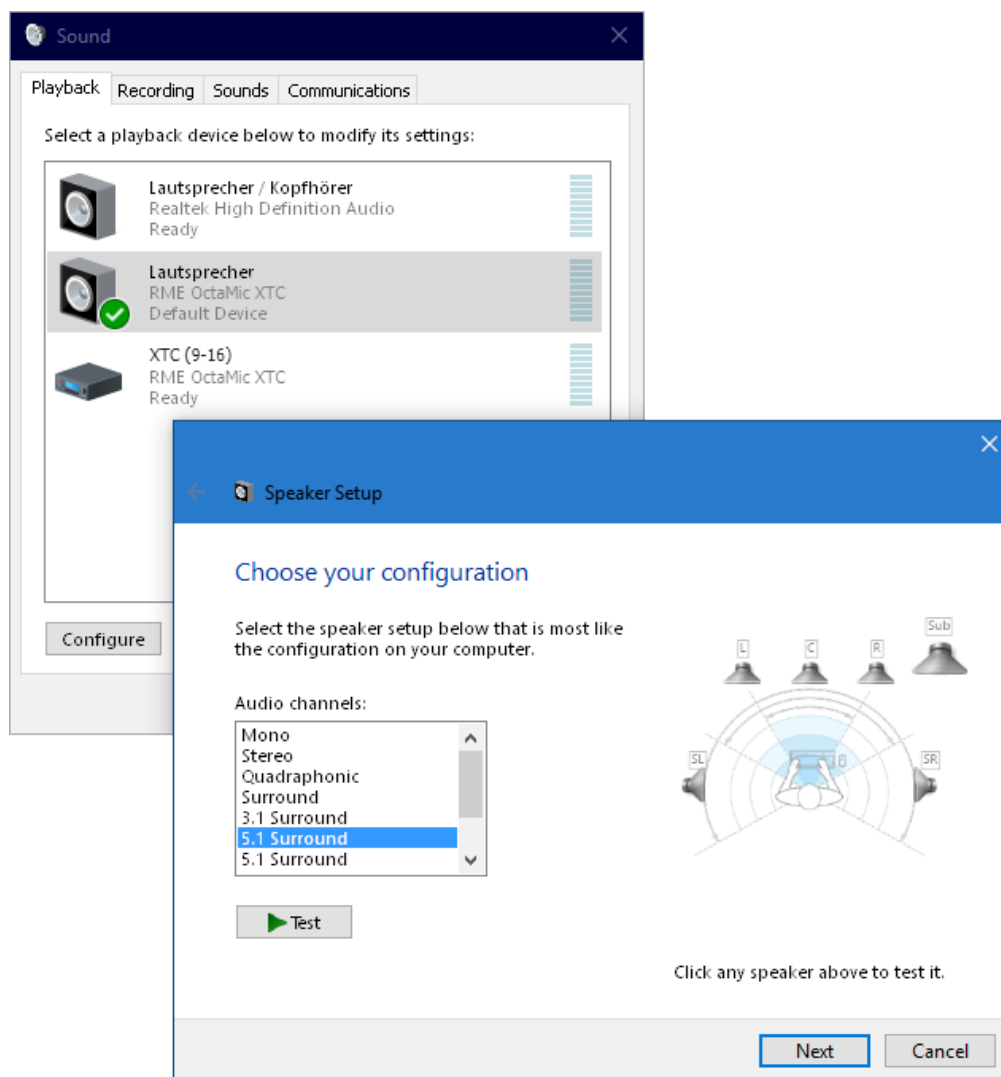 Sound
Playback
Recording
Sounds
Communications
Select a playback device below to modify its settings:
Lautsprecher / Kopfhörer
Realtek High Definition Audio
Ready
Lautsprecher
RME OctaMic XTC
Default Device
XTC (9-16)
RME OctaMic XTC
Ready
Configure
Speaker Setup
Choose your configuration
Select the speaker setup below that is most like
the configuration on your computer.
Audio channels:
Mono
Stereo
Quadraphonic
Surround
3.1 Surround
5.1 Surround
5.1 Surround
Test
L
C
R
Sub
SL
SR
Click any speaker above to test it.
Next
Cancel